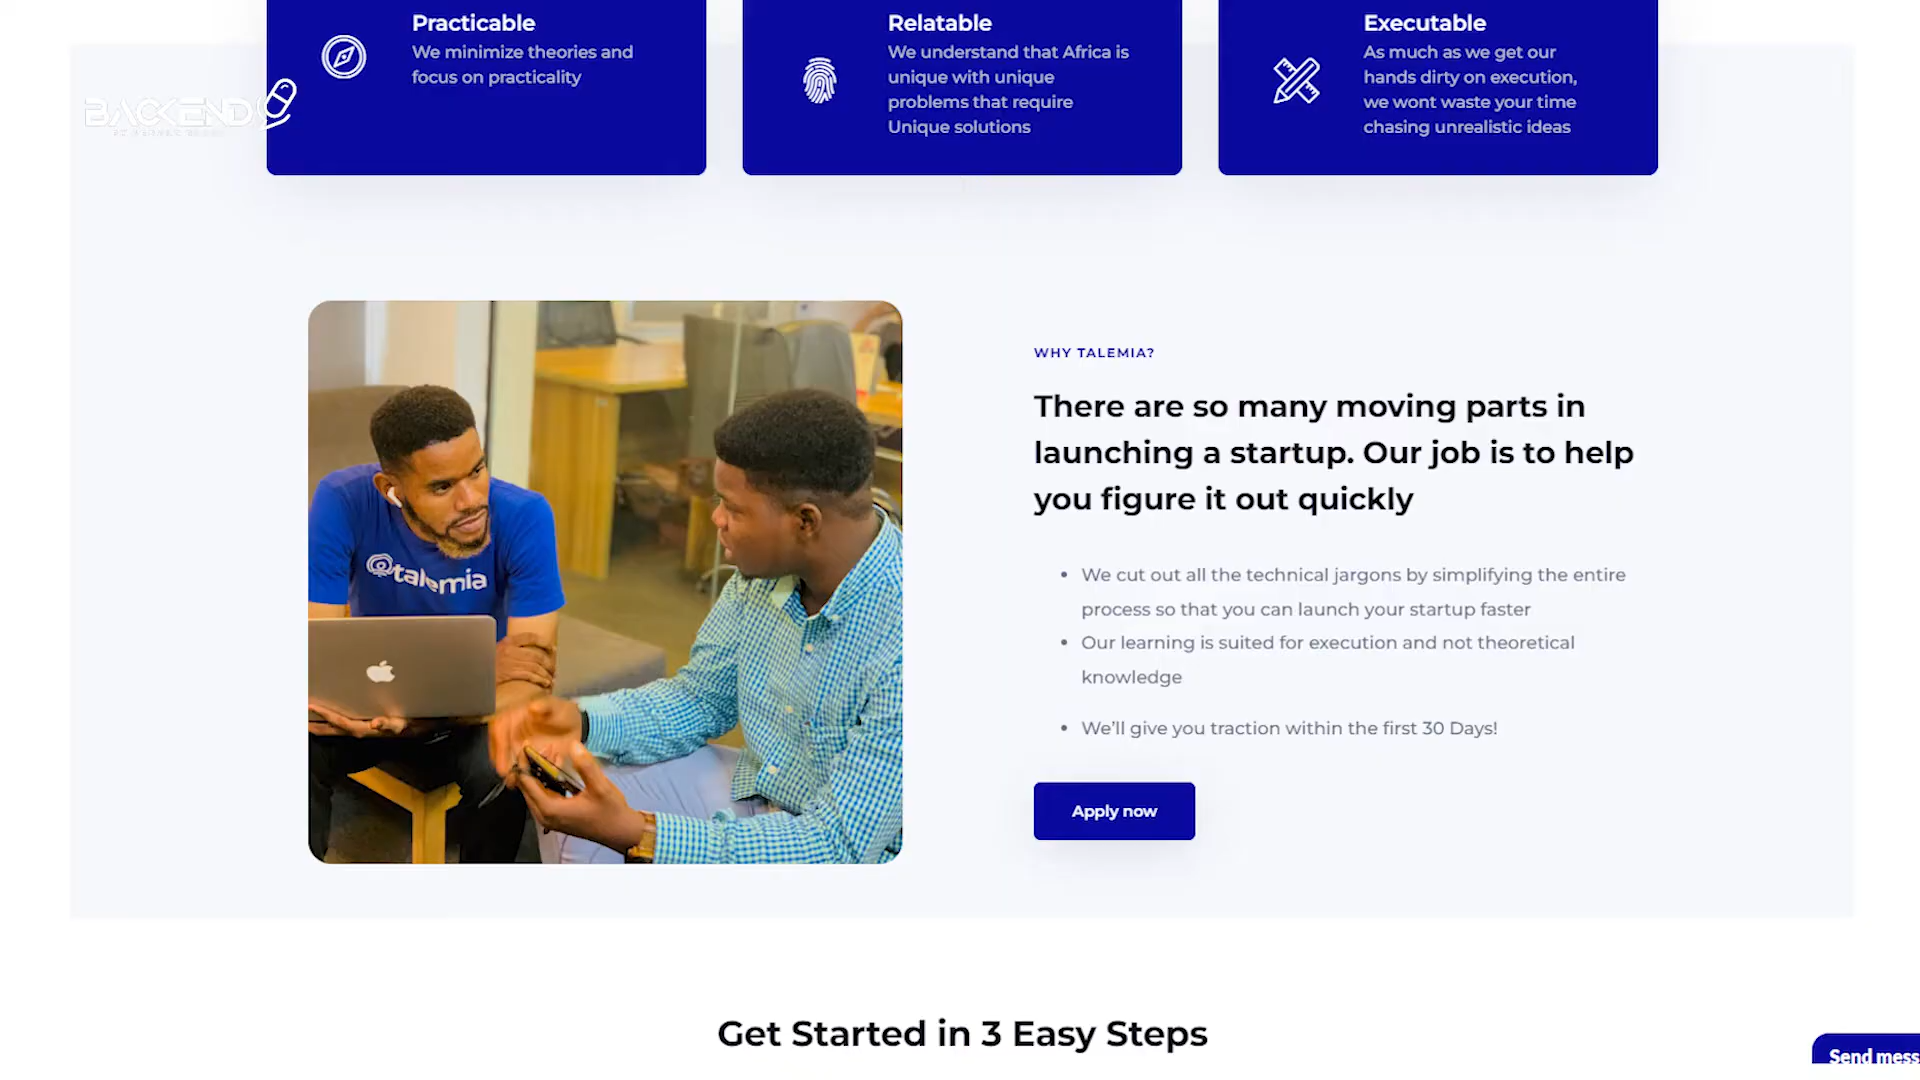 Practicable
We minimize theories and
focus on practicality
Relatable
We understand that Africa is
unique with unique
problems that require
Unique solutions
Executable
As much as we get our
hands dirty on execution,
we wont waste your time
chasing unrealistic ideas
BACKEND
talemia
WHY TALEMIA?
There are so many moving parts in
launching a startup. Our job is to help
you figure it out quickly
• We cut out all the technical jargons by simplifying the entire
process so that you can launch your startup faster
• Our learning is suited for execution and not theoretical
knowledge
• We'll give you traction within the first 30 Days!
Apply now
Get Started in 3 Easy Steps
Send mess